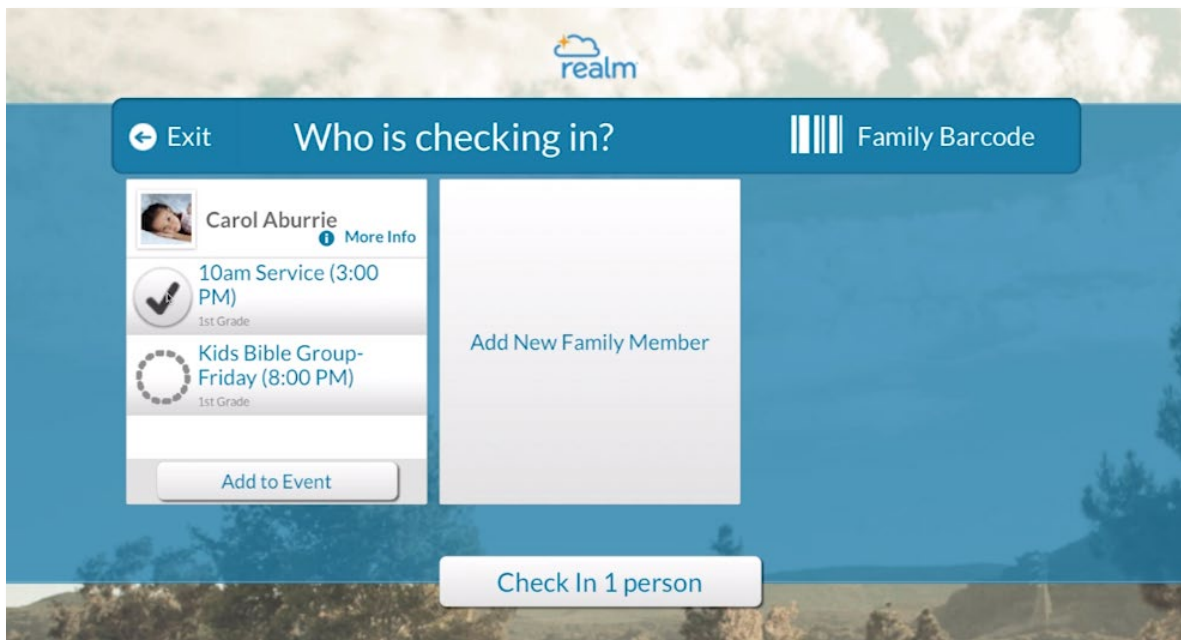 realm
Exit
Who is checking in?
Family Barcode
Carol Aburrie
More Info
10am Service (3:00
PM)
1st Grade
Kids Bible Group-
Friday (8:00 PM)
1st Grade
Add to Event
Add New Family Member
Check In 1 person